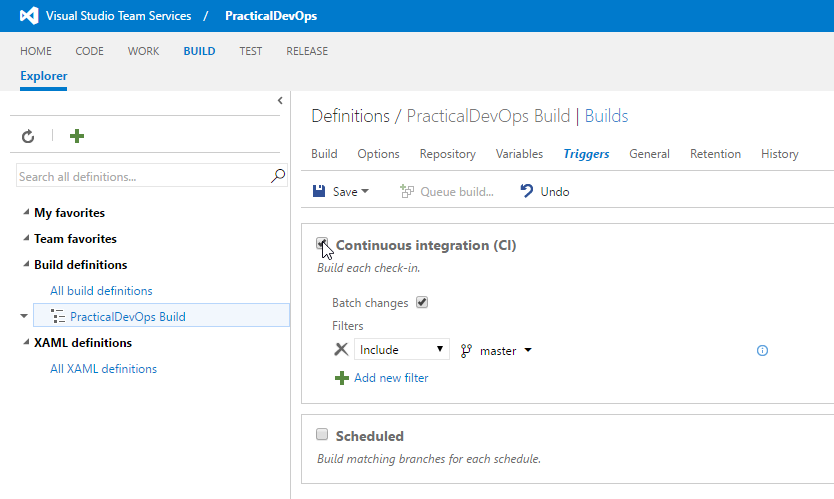 Visual Studio Team Services / PracticalDevOps
HOME CODE WORK BUILD TEST RELEASE
Explorer
Search all definitions...
My favorites
Team favorites
Build definitions
All build definitions
PracticalDevOps Build
XAML definitions
All XAML definitions
Definitions / PracticalDevOps Build | Builds
Build Options Repository Variables Triggers General Retention History
Save Queue build... Undo
Continuous integration (CI)
Build each check-in.
Batch changes
Filters
Include master
Add new filter
Scheduled
Build matching branches for each schedule.